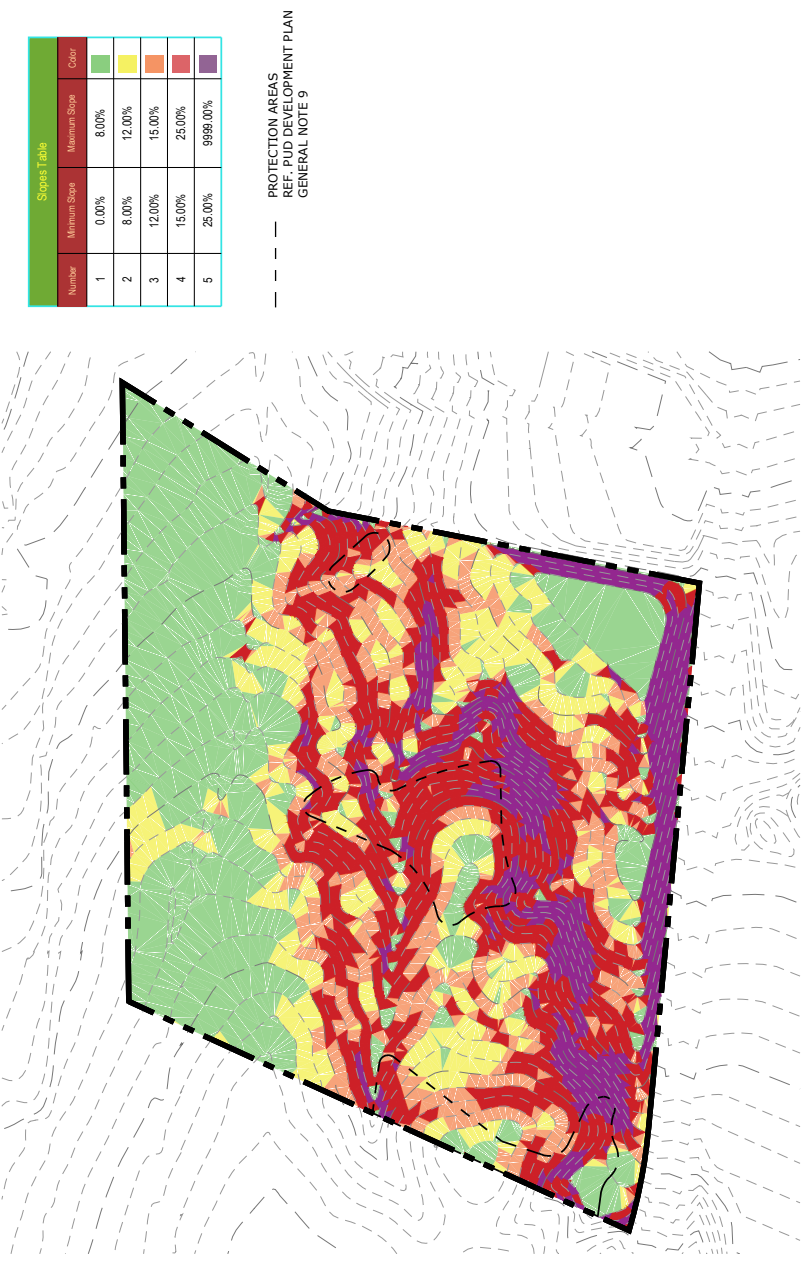 Slopes Table
Number Minimum Slope Maximum Slope Color
1 0.00% 8.00%
2 8.00% 12.00%
3 12.00% 15.00%
4 15.00% 25.00%
5 25.00% 9999.00%
PROTECTION AREAS
REF. PUD DEVELOPMENT PLAN
GENERAL NOTE 9